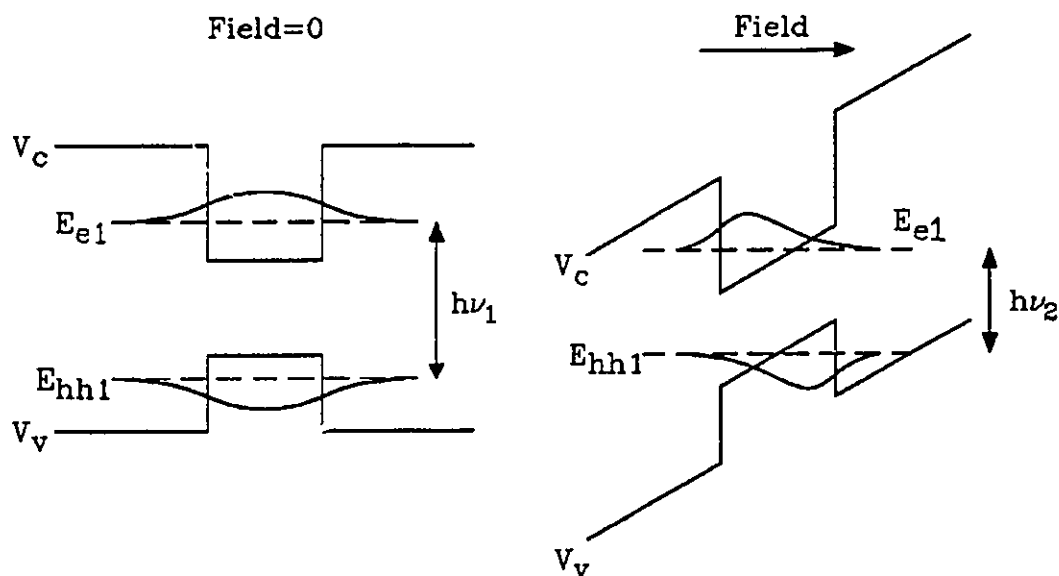 Field=0
V_c
E_e1
hν_1
E_hh1
V_v
Field
E_e1
V_c
hν_2
E_hh1
V_v